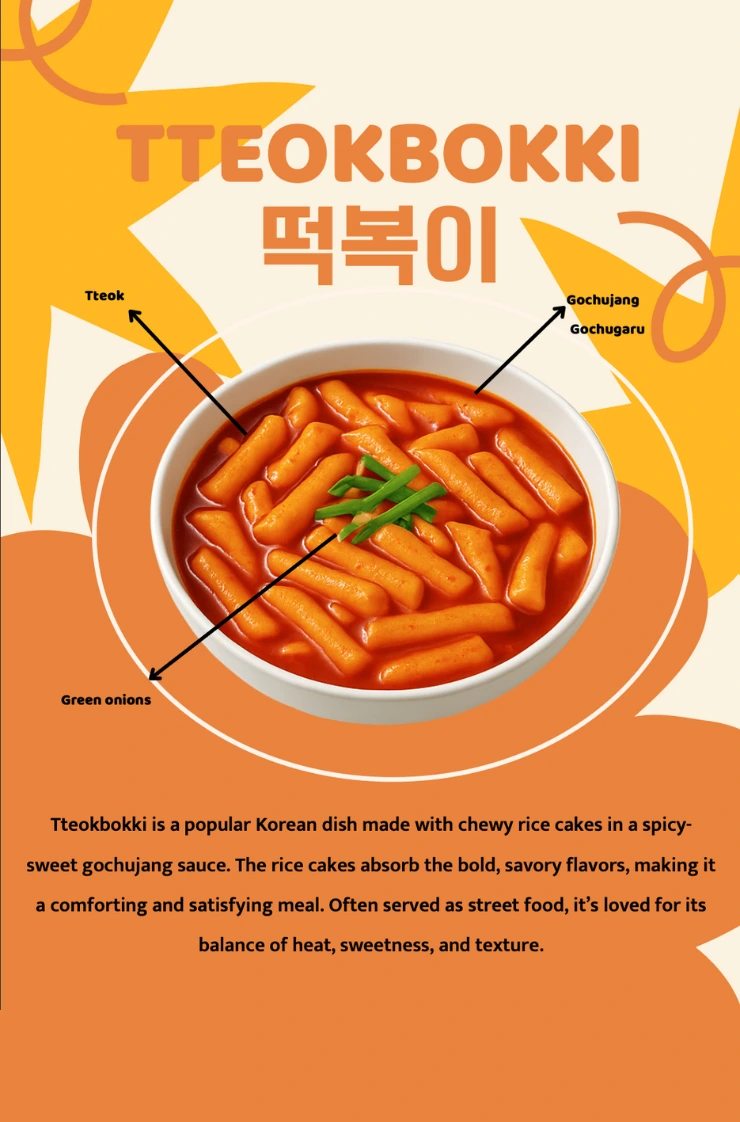 TTEOKBOKKI
떡복이
Tteok
Gochujang
Gochugaru
Green onions
Tteokbokki is a popular Korean dish made with chewy rice cakes in a spicy-
sweet gochujang sauce. The rice cakes absorb the bold, savory flavors, making it
a comforting and satisfying meal. Often served as street food, it’s loved for its
balance of heat, sweetness, and texture.